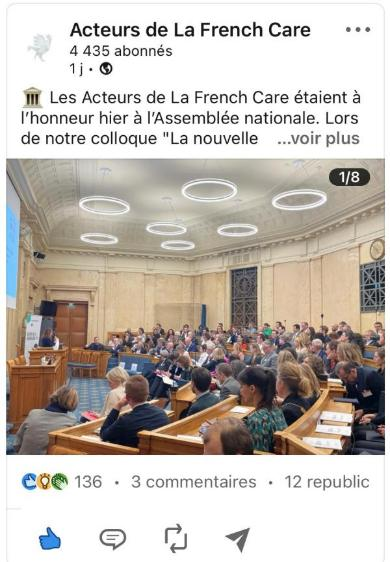 Acteurs de La French Care
4 435 abonnés
1 j •
Les Acteurs de La French Care étaient à
l'honneur hier à l'Assemblée nationale. Lors
de notre colloque "La nouvelle ...voir plus
1/8
136 • 3 commentaires • 12 republic